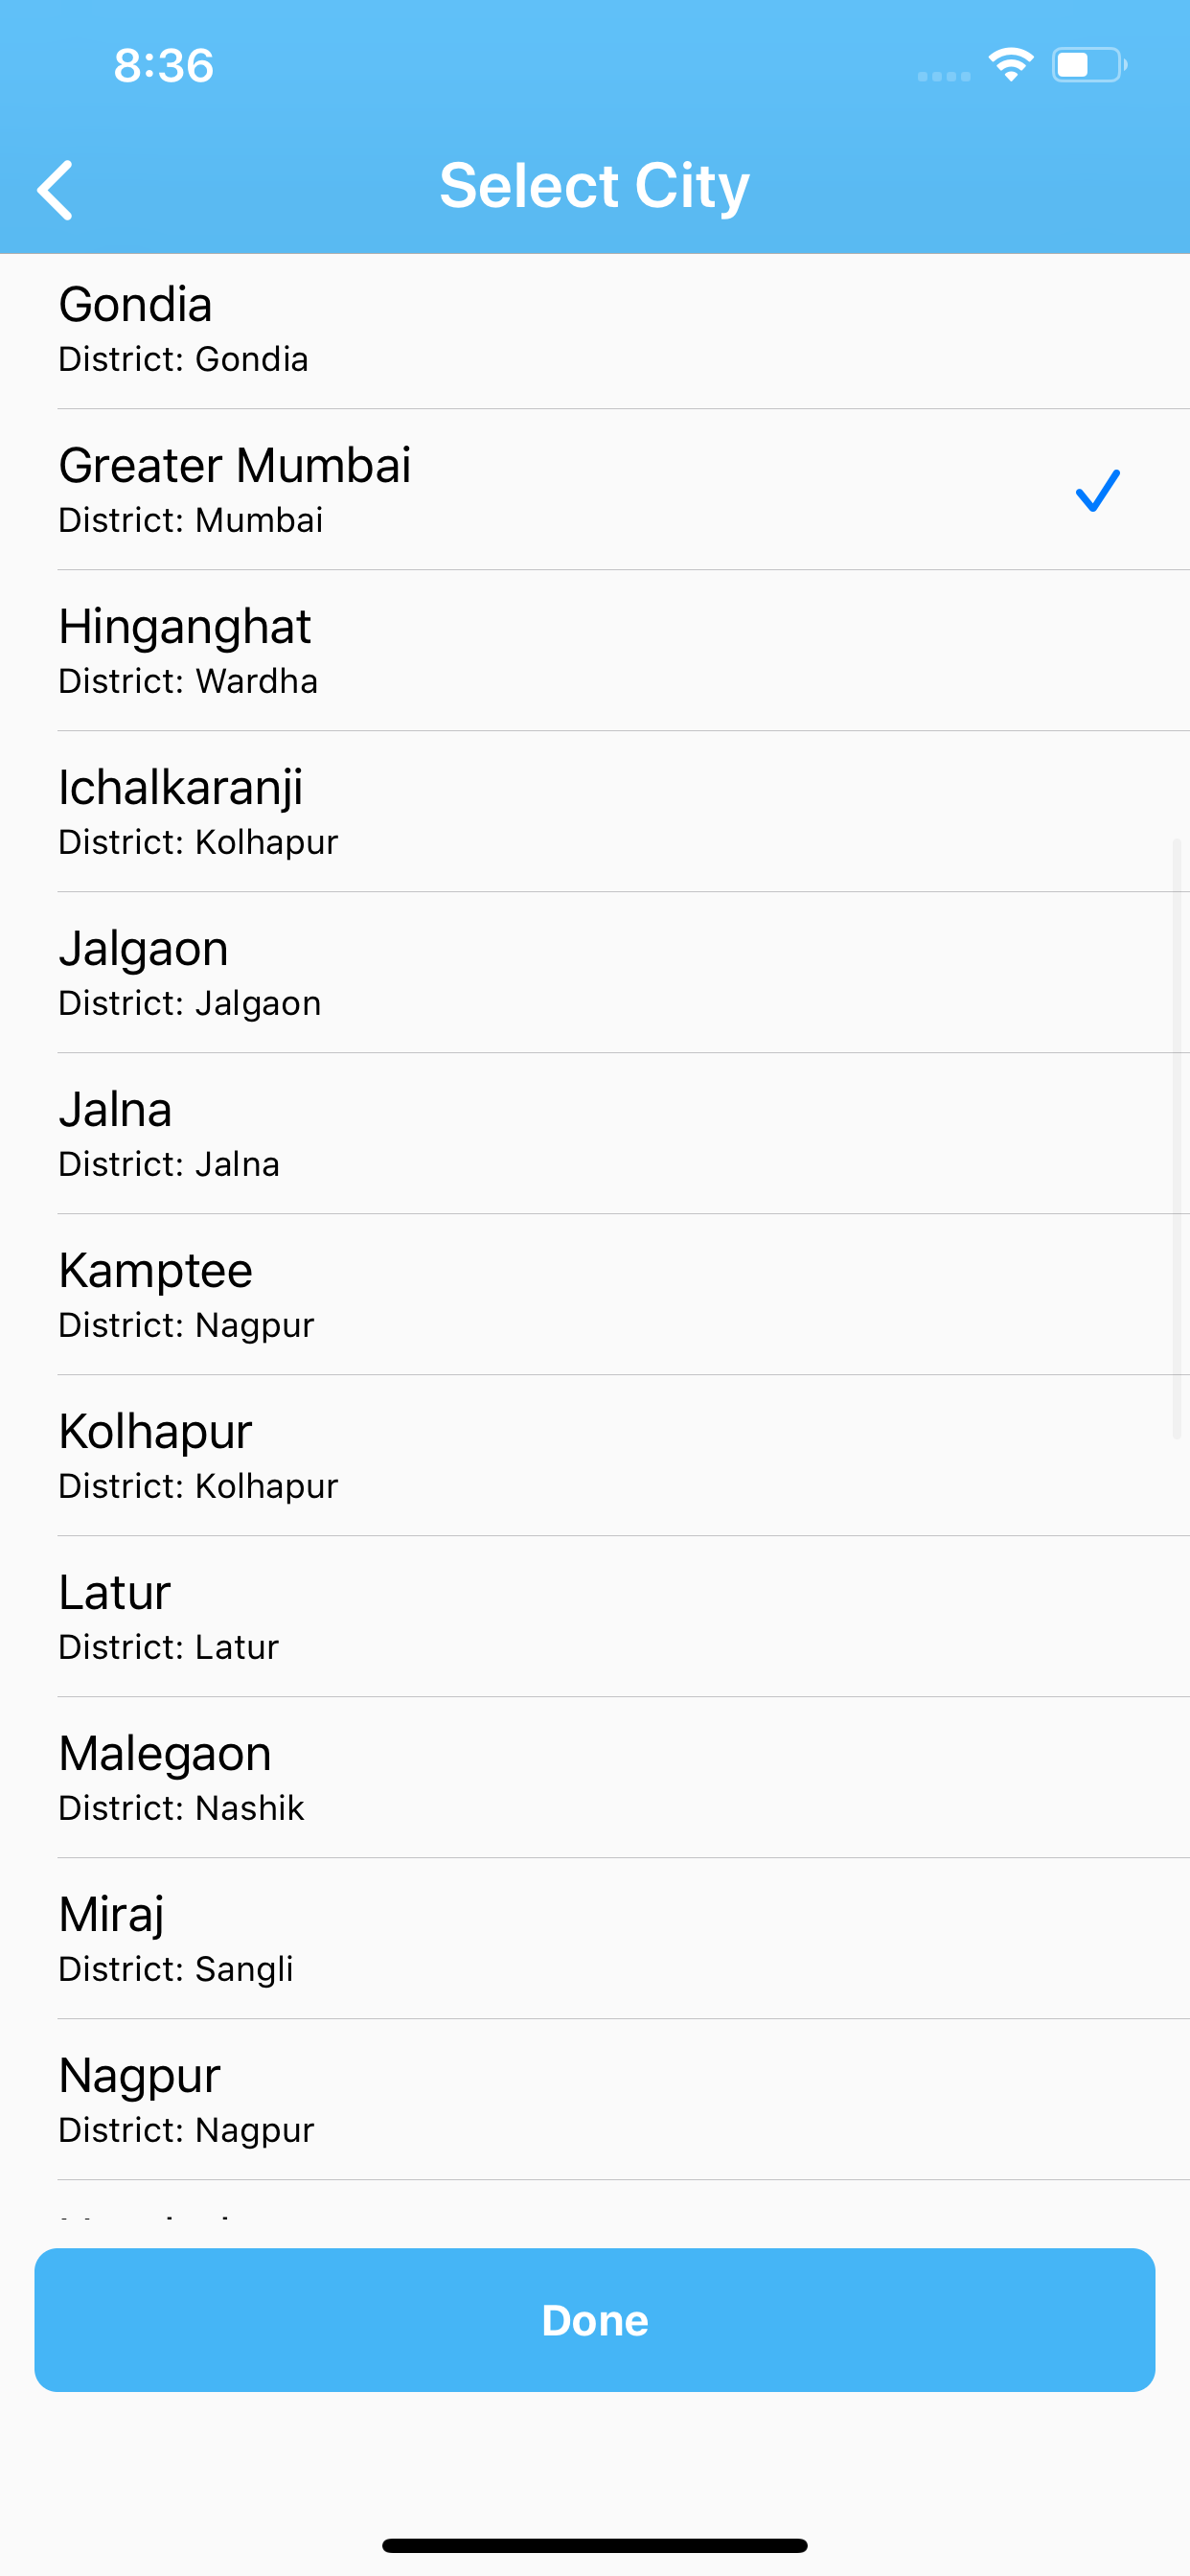 8:36
Select City
Gondia
District: Gondia
Greater Mumbai
District: Mumbai
Hinganghat
District: Wardha
Ichalkaranji
District: Kolhapur
Jalgaon
District: Jalgaon
Jalna
District: Jalna
Kamptee
District: Nagpur
Kolhapur
District: Kolhapur
Latur
District: Latur
Malegaon
District: Nashik
Miraj
District: Sangli
Nagpur
District: Nagpur
Done